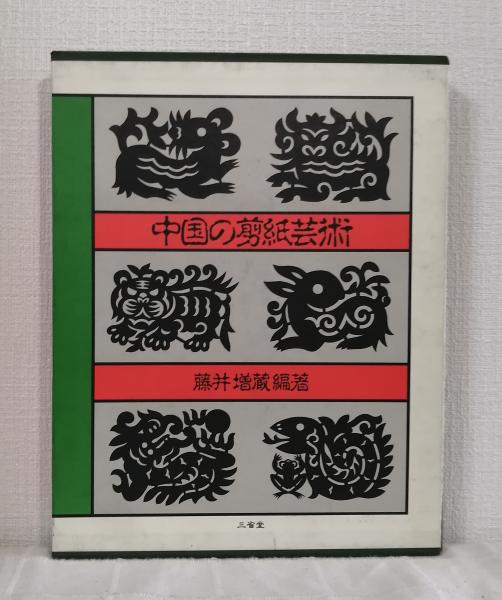 中国の剪紙芸術
藤井増蔵編著
三省堂